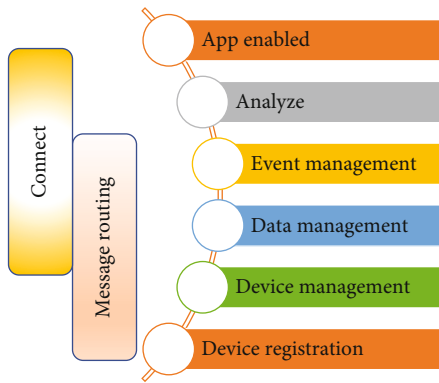 Connect
Message routing
App enabled
Analyze
Event management
Data management
Device management
Device registration